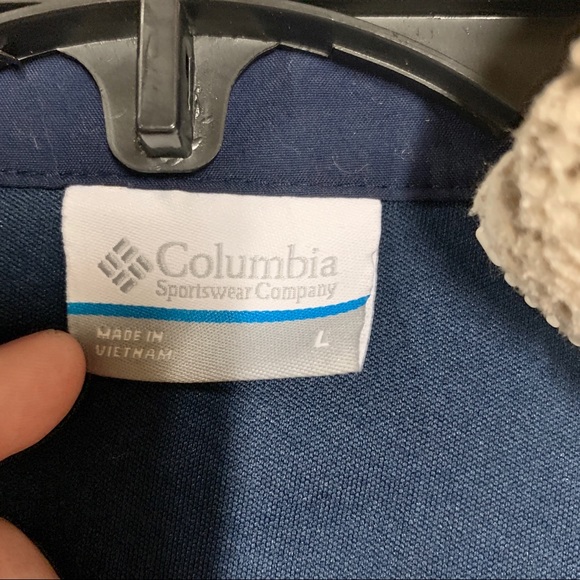 Columbia
Sportswear Company
MADE IN
VIETNAM
L